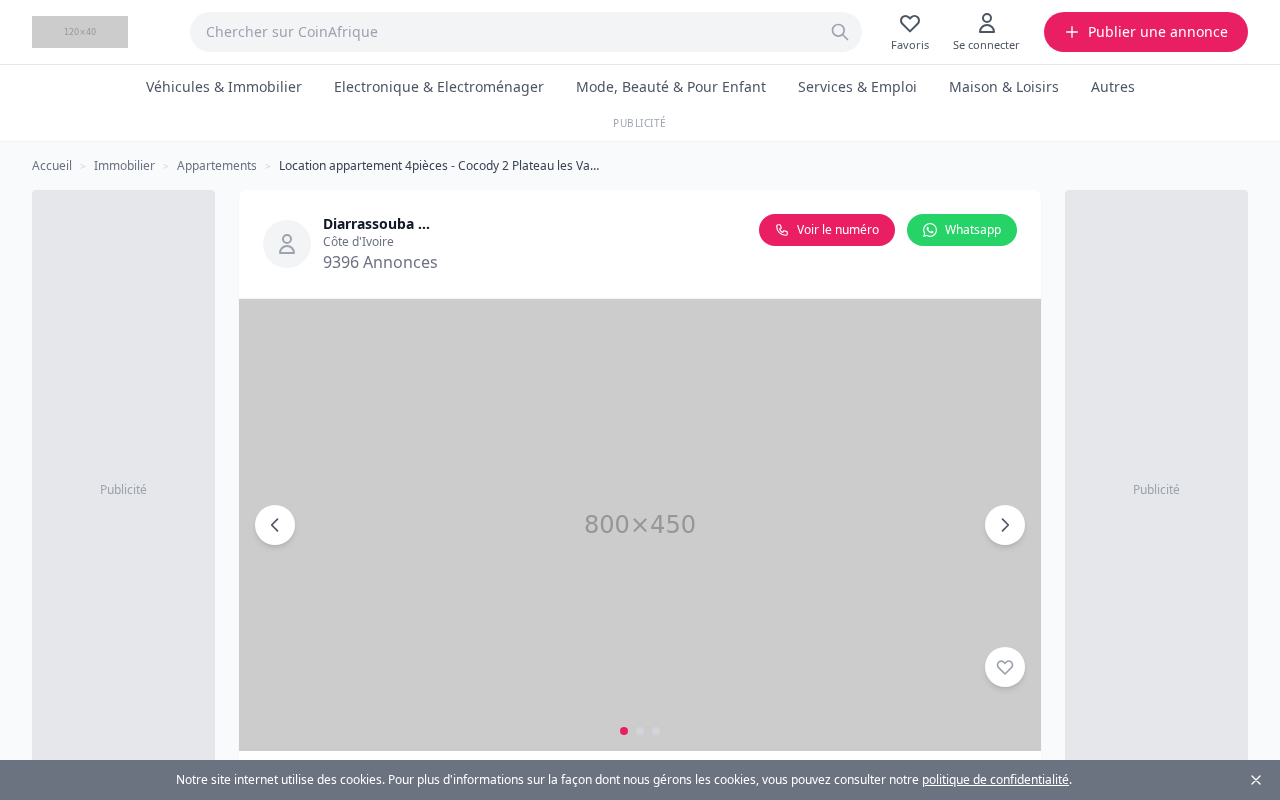 120×40
Chercher sur CoinAfrique
Favoris
Se connecter
Publier une annonce
Véhicules & Immobilier
Electronique & Electroménager
Mode, Beauté & Pour Enfant
Services & Emploi
Maison & Loisirs
Autres
PUBLICITÉ
Accueil > Immobilier > Appartements > Location appartement 4pièces - Cocody 2 Plateau les Va...
Publicité
Diarrassouba ...
Côte d'Ivoire
9396 Annonces
Voir le numéro
Whatsapp
800×450
Publicité
Notre site internet utilise des cookies. Pour plus d'informations sur la façon dont nous gérons les cookies, vous pouvez consulter notre politique de confidentialité.